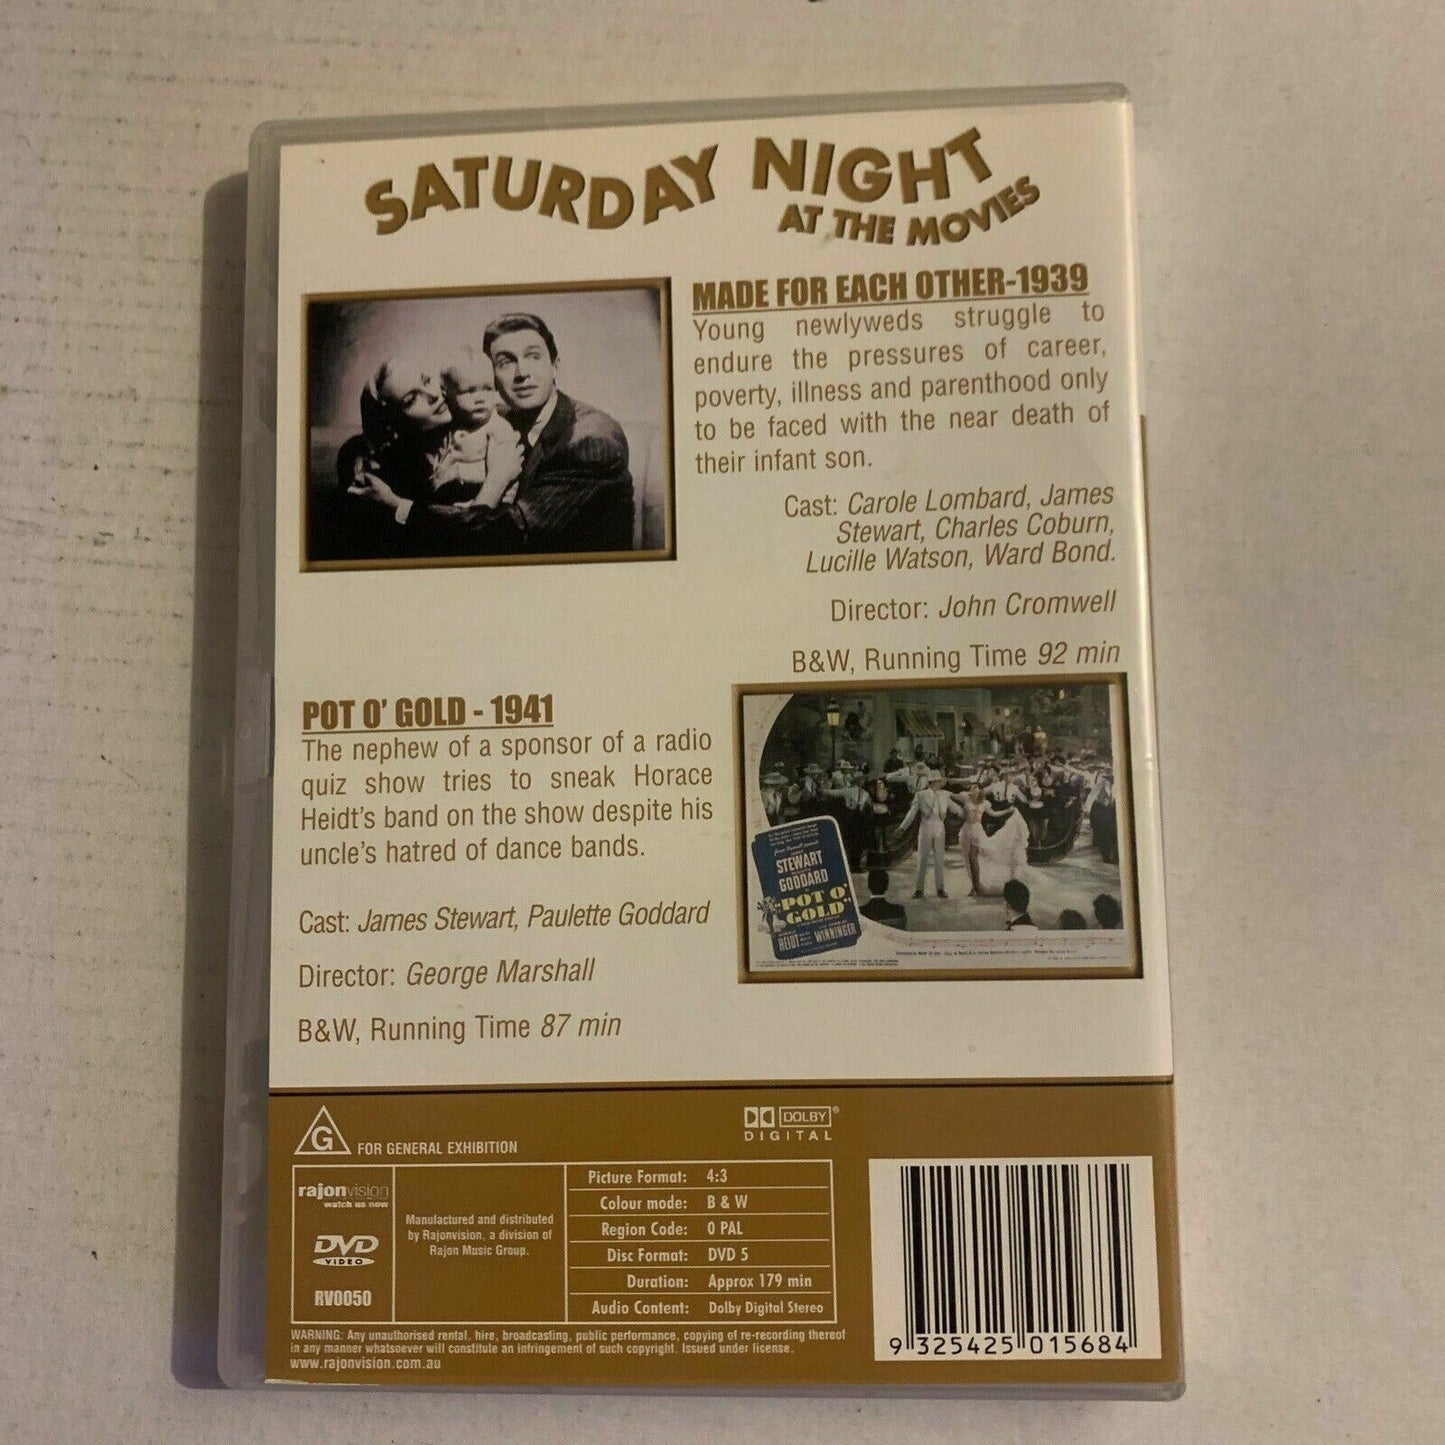 SATURDAY NIGHT
AT THE MOVIES
MADE FOR EACH OTHER-1939
Young newlyweds struggle to
endure the pressures of career,
poverty, illness and parenthood only
to be faced with the near death of
their infant son.
Cast: Carole Lombard, James
Stewart, Charles Coburn,
Lucille Watson, Ward Bond.
Director: John Cromwell
B&W, Running Time 92 min
POT O' GOLD - 1941
The nephew of a sponsor of a radio
quiz show tries to sneak Horace
Heidt's band on the show despite his
uncle's hatred of dance bands.
Cast: James Stewart, Paulette Goddard
Director: George Marshall
B&W, Running Time 87 min
STEWART
GODDARD
"POT O'
GOLD"
HEIDT
WINNINGER
G FOR GENERAL EXHIBITION
DOLBY®
DIGITAL
rajonvision
watch us now
DVD
VIDEO
RV0050
Manufactured and distributed
by Rajonvision, a division of
Rajon Music Group.
Picture Format: 4:3
Colour mode: B & W
Region Code: 0 PAL
Disc Format: DVD 5
Duration: Approx 179 min
Audio Content: Dolby Digital Stereo
WARNING: Any unauthorised rental, hire, broadcasting, public performance, copying of re-recording thereof
in any manner whatsoever will constitute an infringement of such copyright. Issued under license.
www.rajonvision.com.au
9 325425 015684